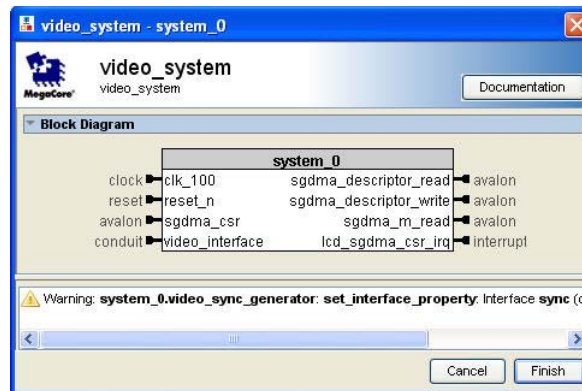 video_system - system_0
MegaCore'
video_system
video_system
Documentation
Block Diagram
system_0
clock clk_100 sgdma_descriptor_read avalon
reset reset_n sgdma_descriptor_write avalon
avalon sgdma_csr sgdma_m_read avalon
conduit video_interface lcd_sgdma_csr_irq interrupt
Warning: system_0.video_sync_generator: set_interface_property: Interface sync (c
Cancel Finish